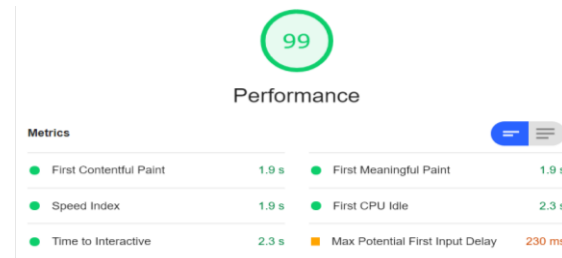 99
Performance
Metrics
First Contentful Paint 1.9 s First Meaningful Paint 1.9 s
Speed Index 1.9 s First CPU Idle 2.3 s
Time to Interactive 2.3 s Max Potential First Input Delay 230 ms